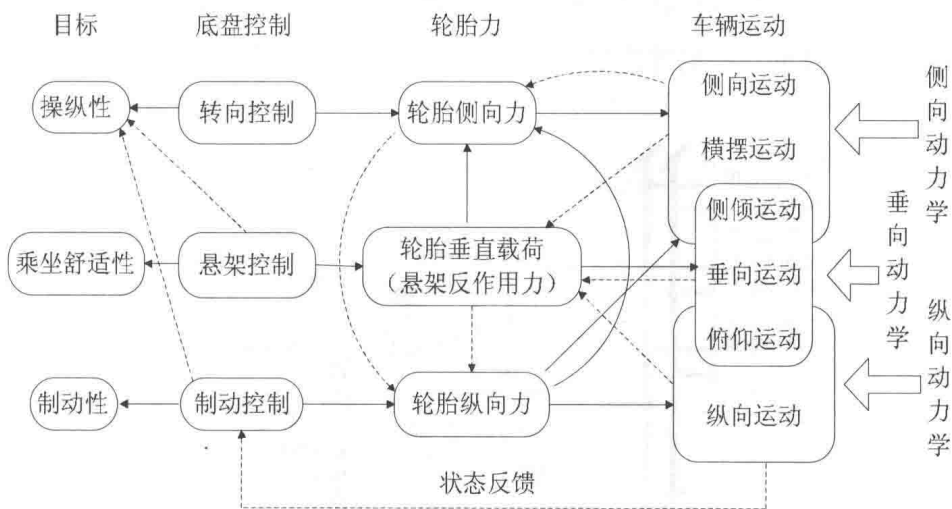 目标
底盘控制
轮胎力
车辆运动
操纵性
转向控制
轮胎侧向力
侧向运动
横摆运动
侧倾运动
垂向运动
俯仰运动
纵向运动
乘坐舒适性
悬架控制
轮胎垂直载荷
（悬架反作用力）
制动性
制动控制
轮胎纵向力
状态反馈
侧向动力学
垂向动力学
纵向动力学